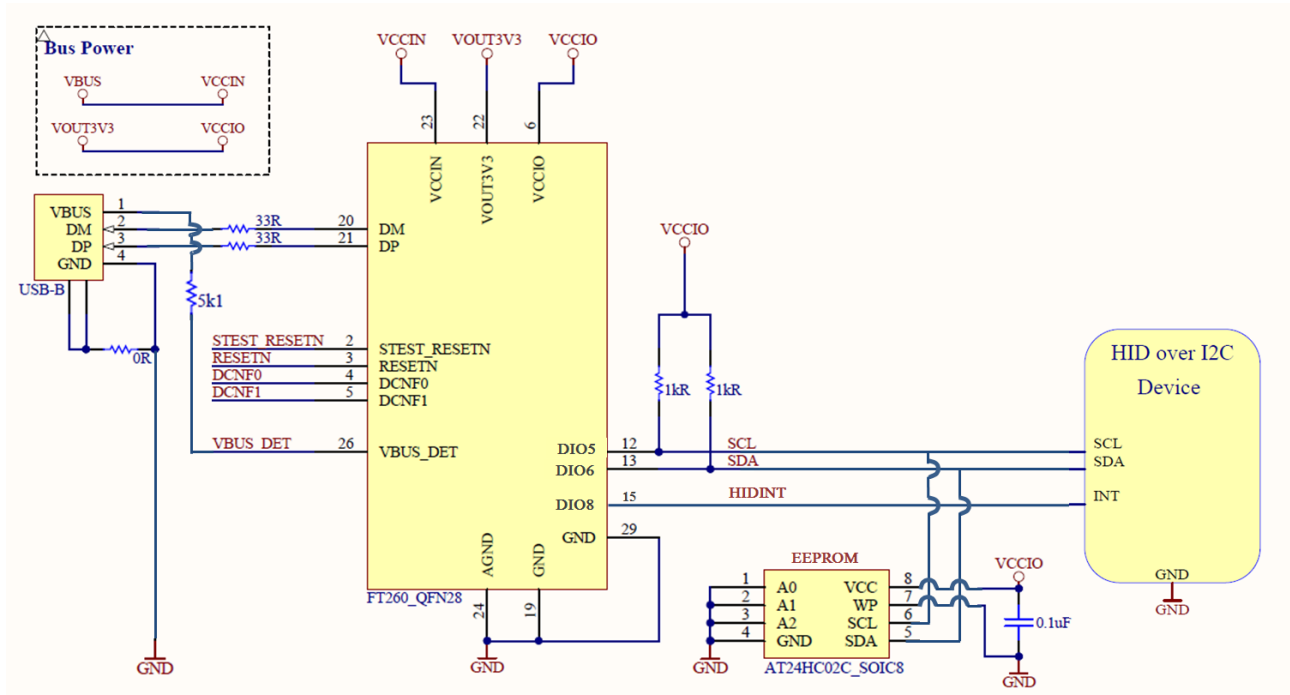 Bus Power
VBUS
VCCIN
VOUT3V3
VCCIO
VCCIN
VOUT3V3
VCCIO
23
22
6
VCCIN
VOUT3V3
VCCIO
VBUS
DM
DP
GND
1
2
3
4
USB-B
33R
33R
5k1
0R
GND
20
21
DM
DP
STEST_RESETN
RESETN
DCNF0
DCNF1
VBUS_DET
2
3
4
5
26
STEST_RESETN
RESETN
DCNF0
DCNF1
VBUS_DET
DIO5
DIO6
DIO8
GND
12
13
15
29
AGND
GND
24
19
FT260_QFN28
GND
VCCIO
1kR
1kR
SCL
SDA
HIDINT
HID over I2C
Device
SCL
SDA
INT
GND
GND
EEPROM
1
2
3
4
A0
A1
A2
GND
VCC
WP
SCL
SDA
8
7
6
5
AT24HC02C_SOIC8
GND
VCCIO
0.1uF
GND